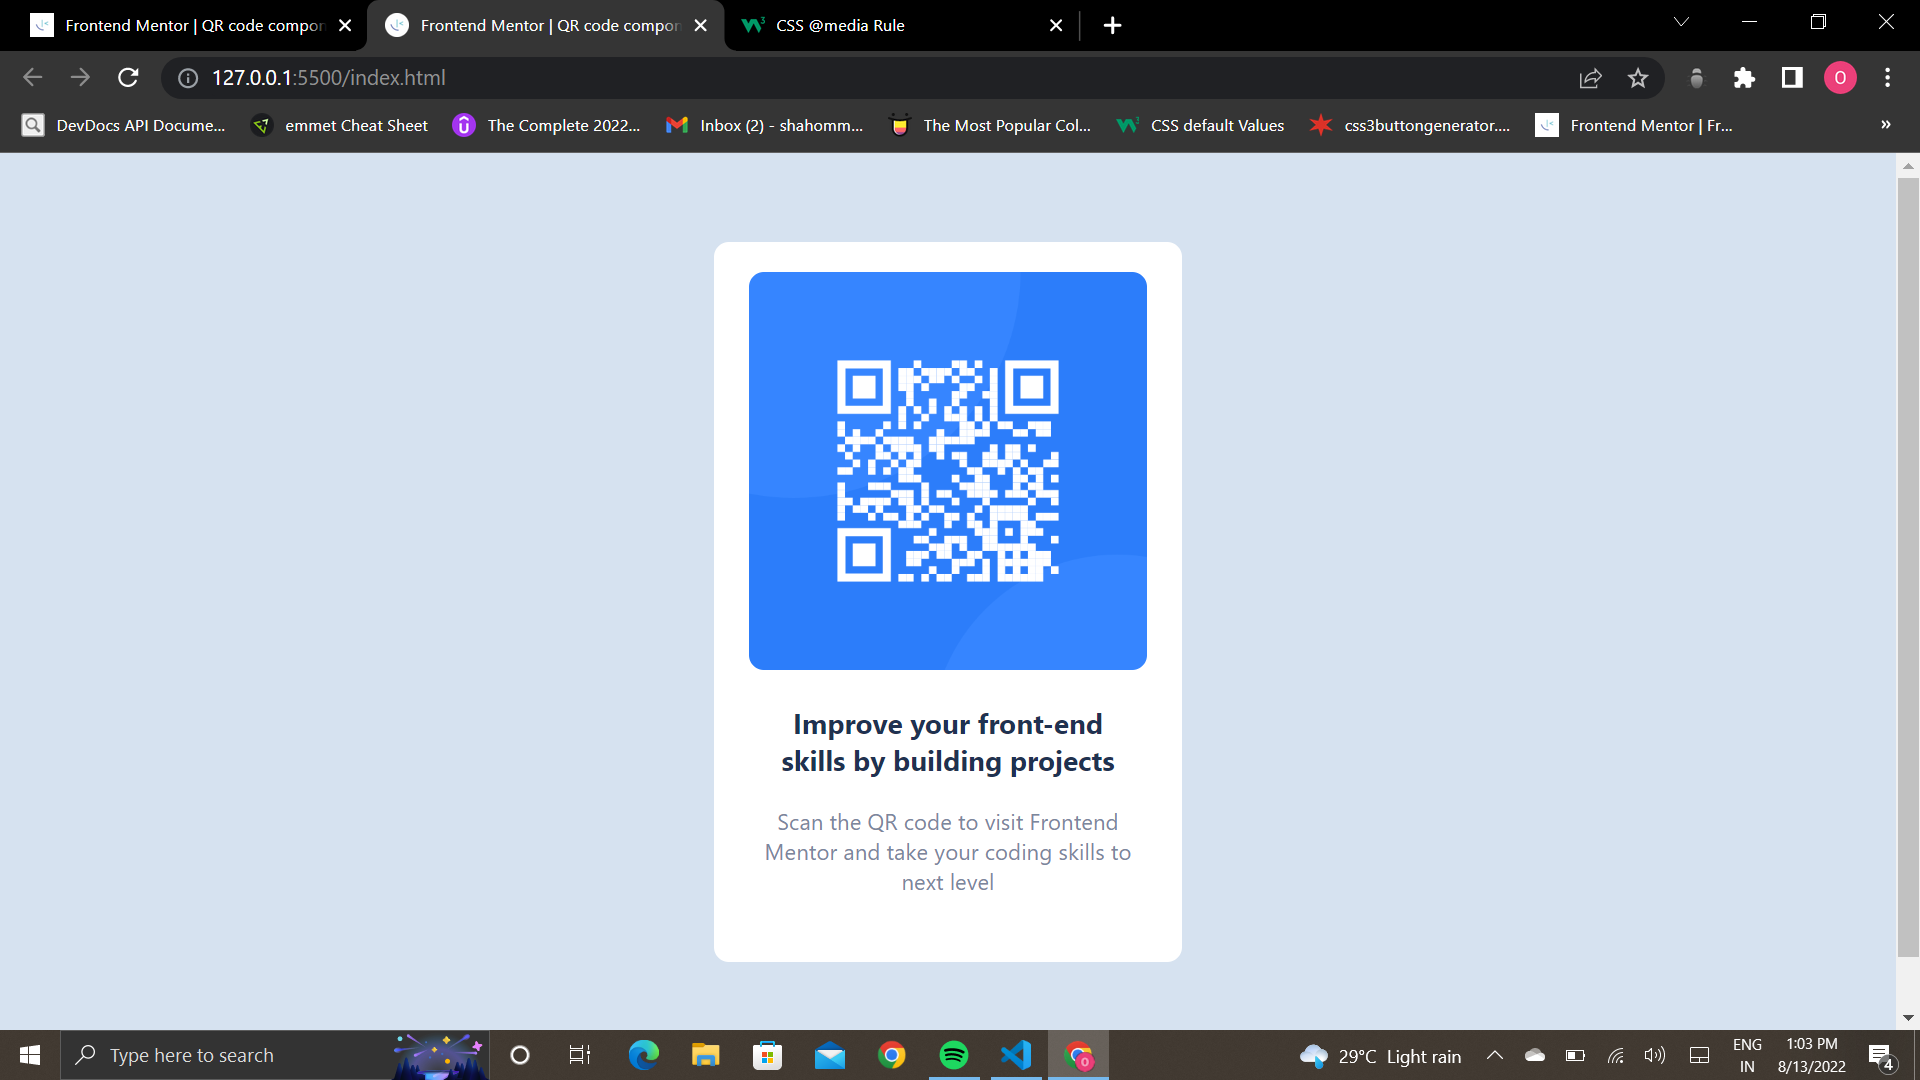 Frontend Mentor | QR code compon
Frontend Mentor | QR code compon
CSS @media Rule
127.0.0.1:5500/index.html
O
DevDocs API Docume...
emmet Cheat Sheet
The Complete 2022...
Inbox (2) - shahomm...
The Most Popular Col...
CSS default Values
css3buttongenerator....
Frontend Mentor | Fr...
»
Improve your front-end
skills by building projects
Scan the QR code to visit Frontend
Mentor and take your coding skills to
next level
Type here to search
29°C Light rain
ENG
IN
1:03 PM
8/13/2022
4